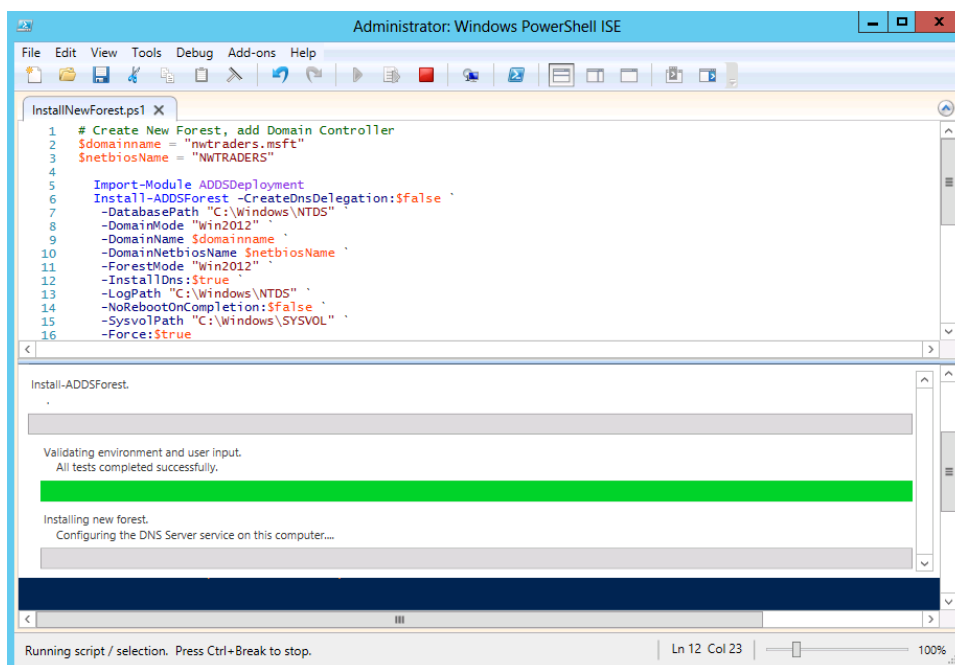 Administrator: Windows PowerShell ISE
File Edit View Tools Debug Add-ons Help
InstallNewForest.ps1
1 # Create New Forest, add Domain Controller
2 $domainname = "nwtraders.msft"
3 $netbiosName = "NWTRADERS"
4
5 Import-Module ADDSDeployment
6 Install-ADDSForest -CreateDnsDelegation:$false `
7 -DatabasePath "C:\Windows\NTDS" `
8 -DomainMode "Win2012" `
9 -DomainName $domainname `
10 -DomainNetbiosName $netbiosName `
11 -ForestMode "Win2012" `
12 -InstallDns:$true `
13 -LogPath "C:\Windows\NTDS" `
14 -NoRebootOnCompletion:$false `
15 -SysvolPath "C:\Windows\SYSVOL" `
16 -Force:$true
Install-ADDSForest.
.
Validating environment and user input.
All tests completed successfully.
Installing new forest.
Configuring the DNS Server service on this computer....
Running script / selection. Press Ctrl+Break to stop.
Ln 12 Col 23
100%